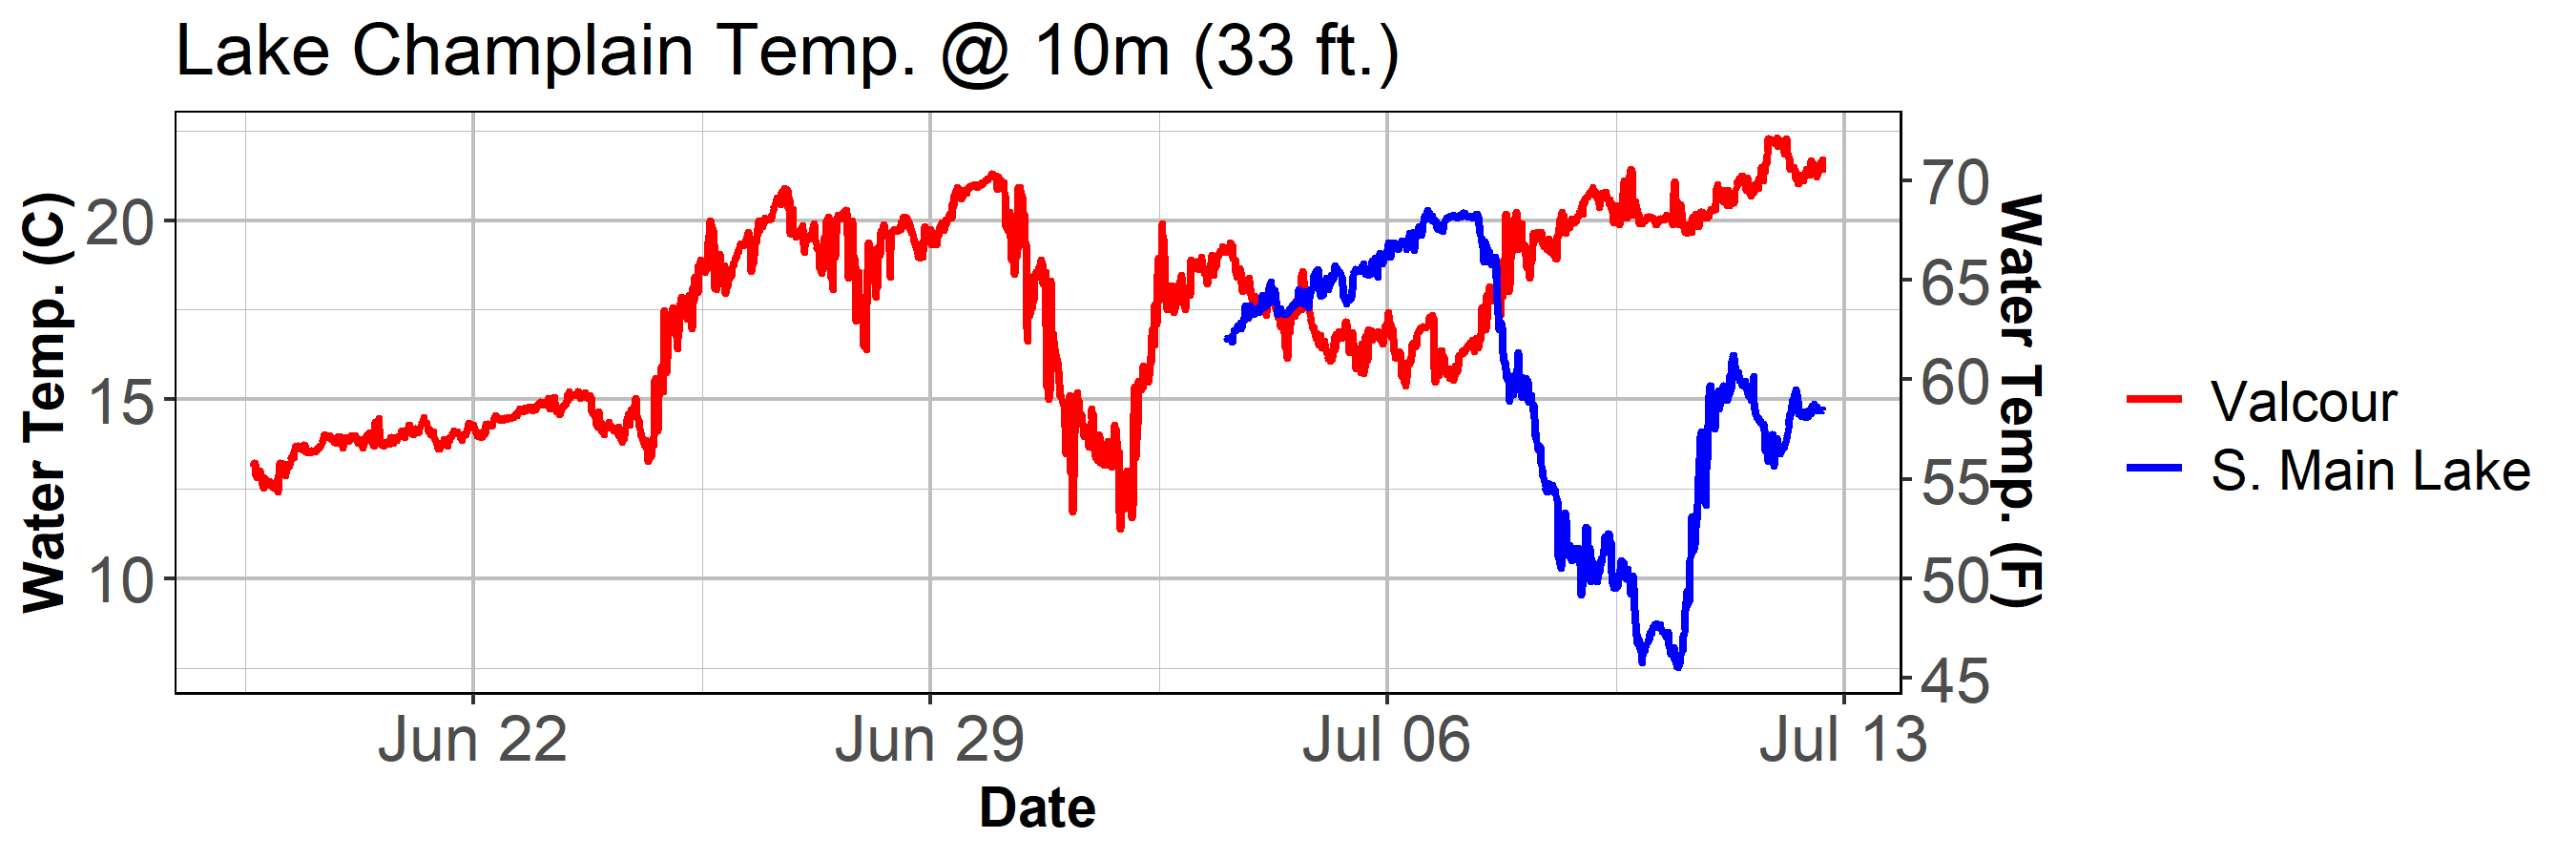 Lake Champlain Temp. @ 10m (33 ft.)
Water Temp. (C)
20
15
10
70
65
60
55
50
45
Water Temp. (F)
Jun 22
Jun 29
Jul 06
Jul 13
Date
Valcour
S. Main Lake